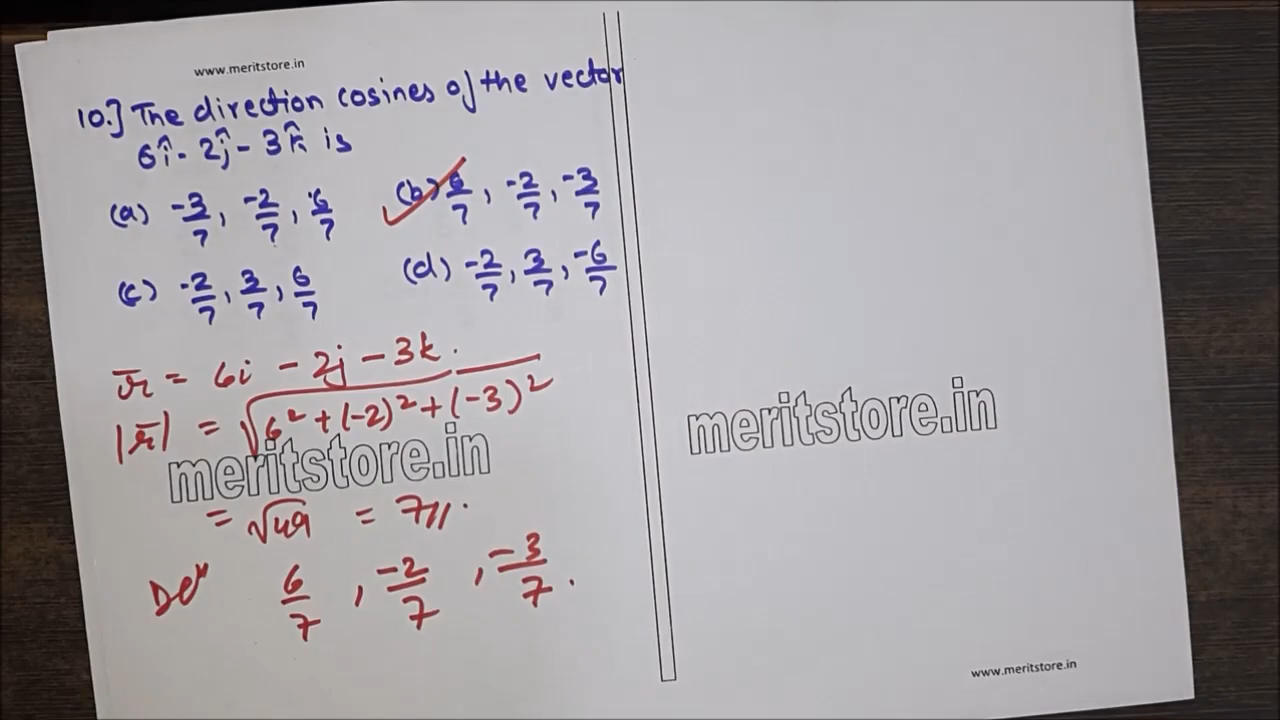 www.meritstore.in
10.] The direction cosines of the vector
6î - 2ĵ - 3k̂ is
(a) -3/7, -2/7, 6/7 (b) 6/7, -2/7, -3/7
(c) -2/7, 3/7, 6/7 (d) -2/7, 3/7, -6/7
r̄ = 6i - 2j - 3k.
|r̄| = √(6² + (-2)² + (-3)²)
meritstore.in
= √49 = 7//.
DCs 6/7, -2/7, -3/7.
meritstore.in
www.meritstore.in